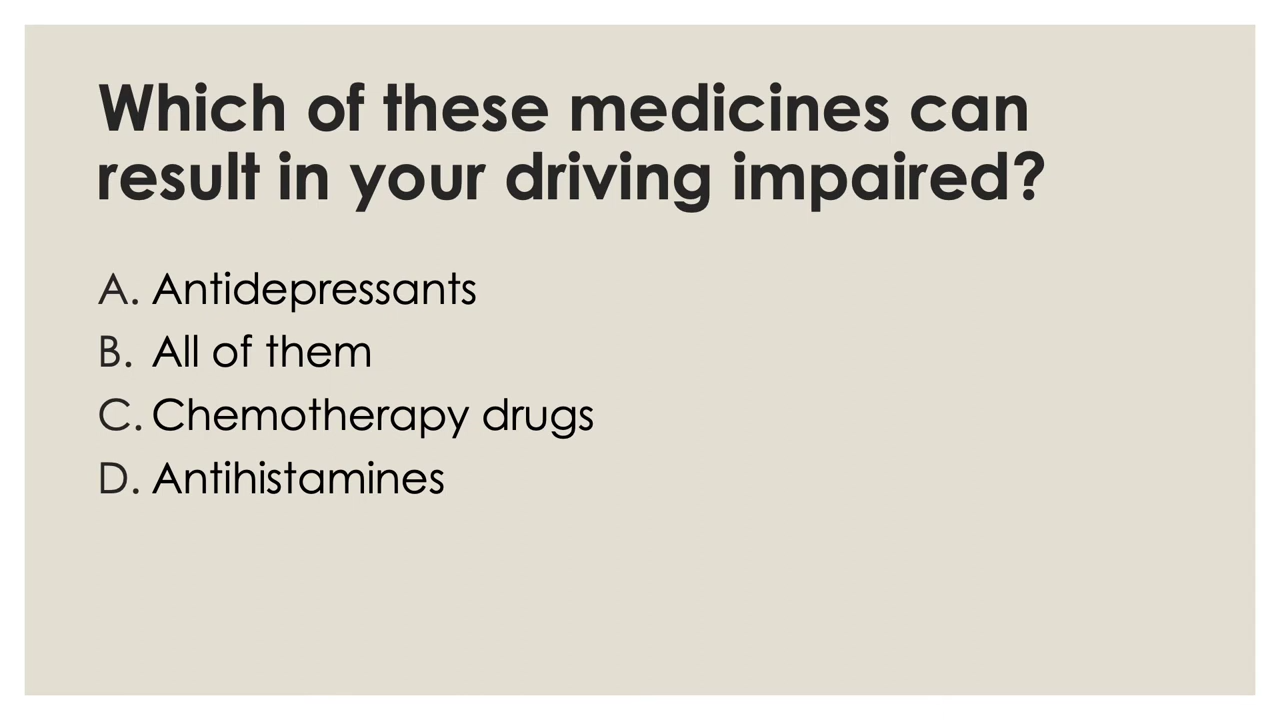 Which of these medicines can
result in your driving impaired?
A. Antidepressants
B. All of them
C. Chemotherapy drugs
D. Antihistamines